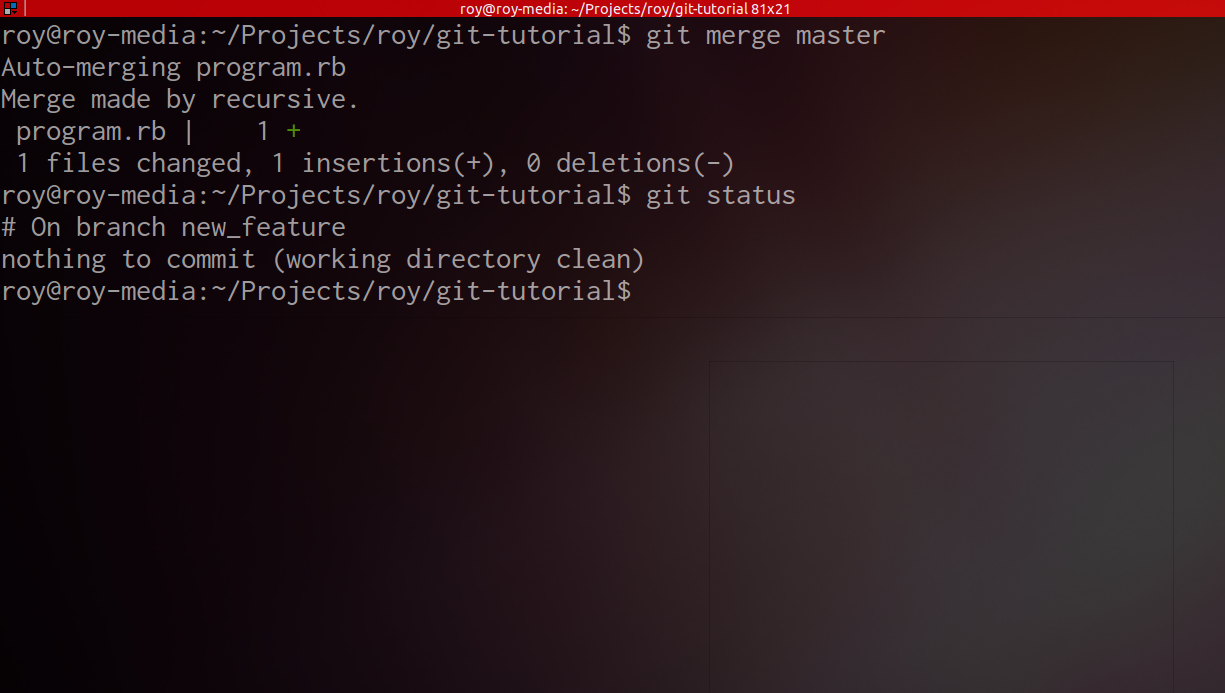 roy@roy-media: ~/Projects/roy/git-tutorial 81x21
roy@roy-media:~/Projects/roy/git-tutorial$ git merge master
Auto-merging program.rb
Merge made by recursive.
 program.rb |    1 +
 1 files changed, 1 insertions(+), 0 deletions(-)
roy@roy-media:~/Projects/roy/git-tutorial$ git status
# On branch new_feature
nothing to commit (working directory clean)
roy@roy-media:~/Projects/roy/git-tutorial$